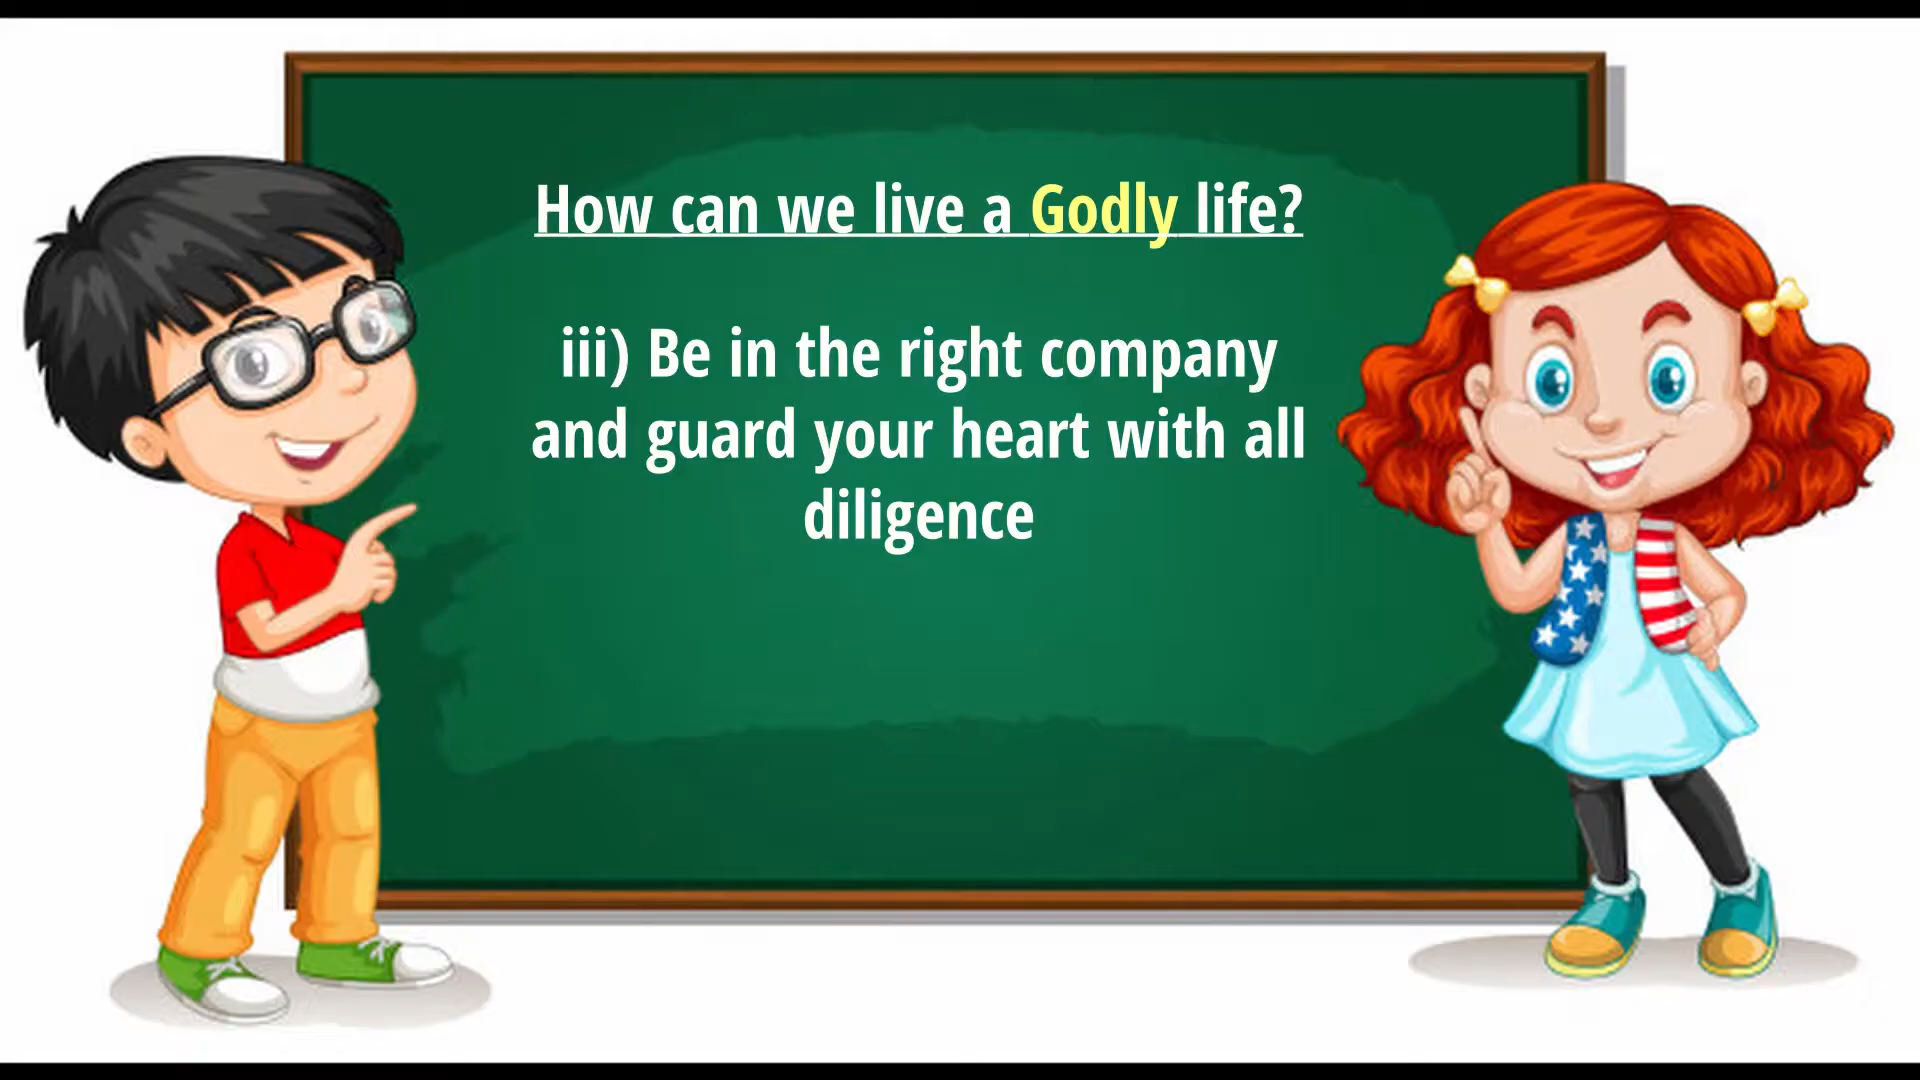 How can we live a Godly life?
iii) Be in the right company
and guard your heart with all
diligence